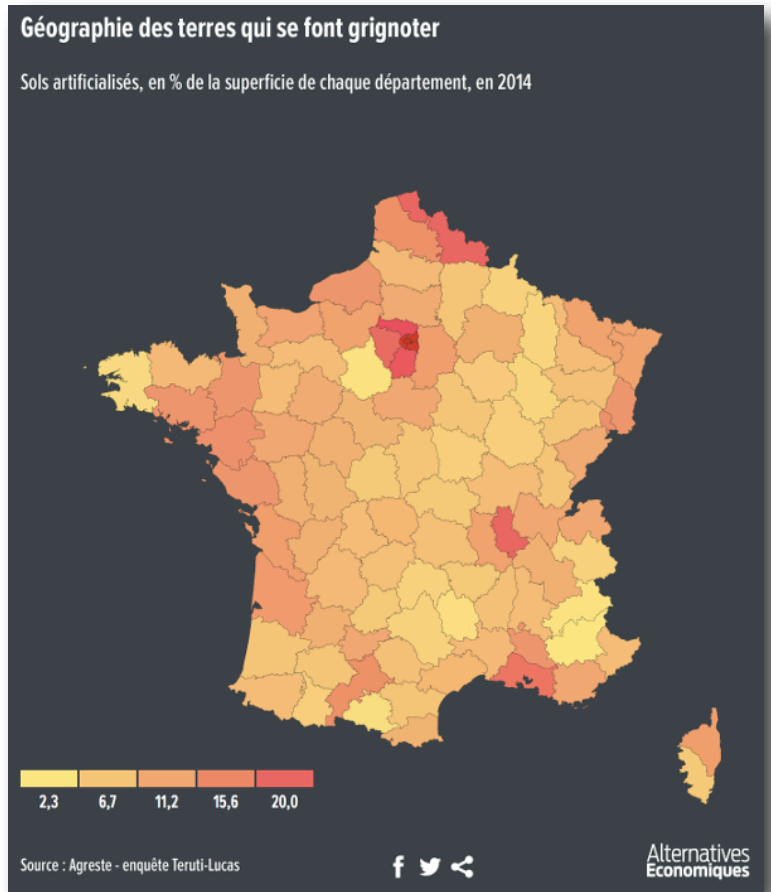 Géographie des terres qui se font grignoter
Sols artificialisés, en % de la superficie de chaque département, en 2014
2,3 6,7 11,2 15,6 20,0
Source : Agreste - enquête Teruti-Lucas
Alternatives
Economiques